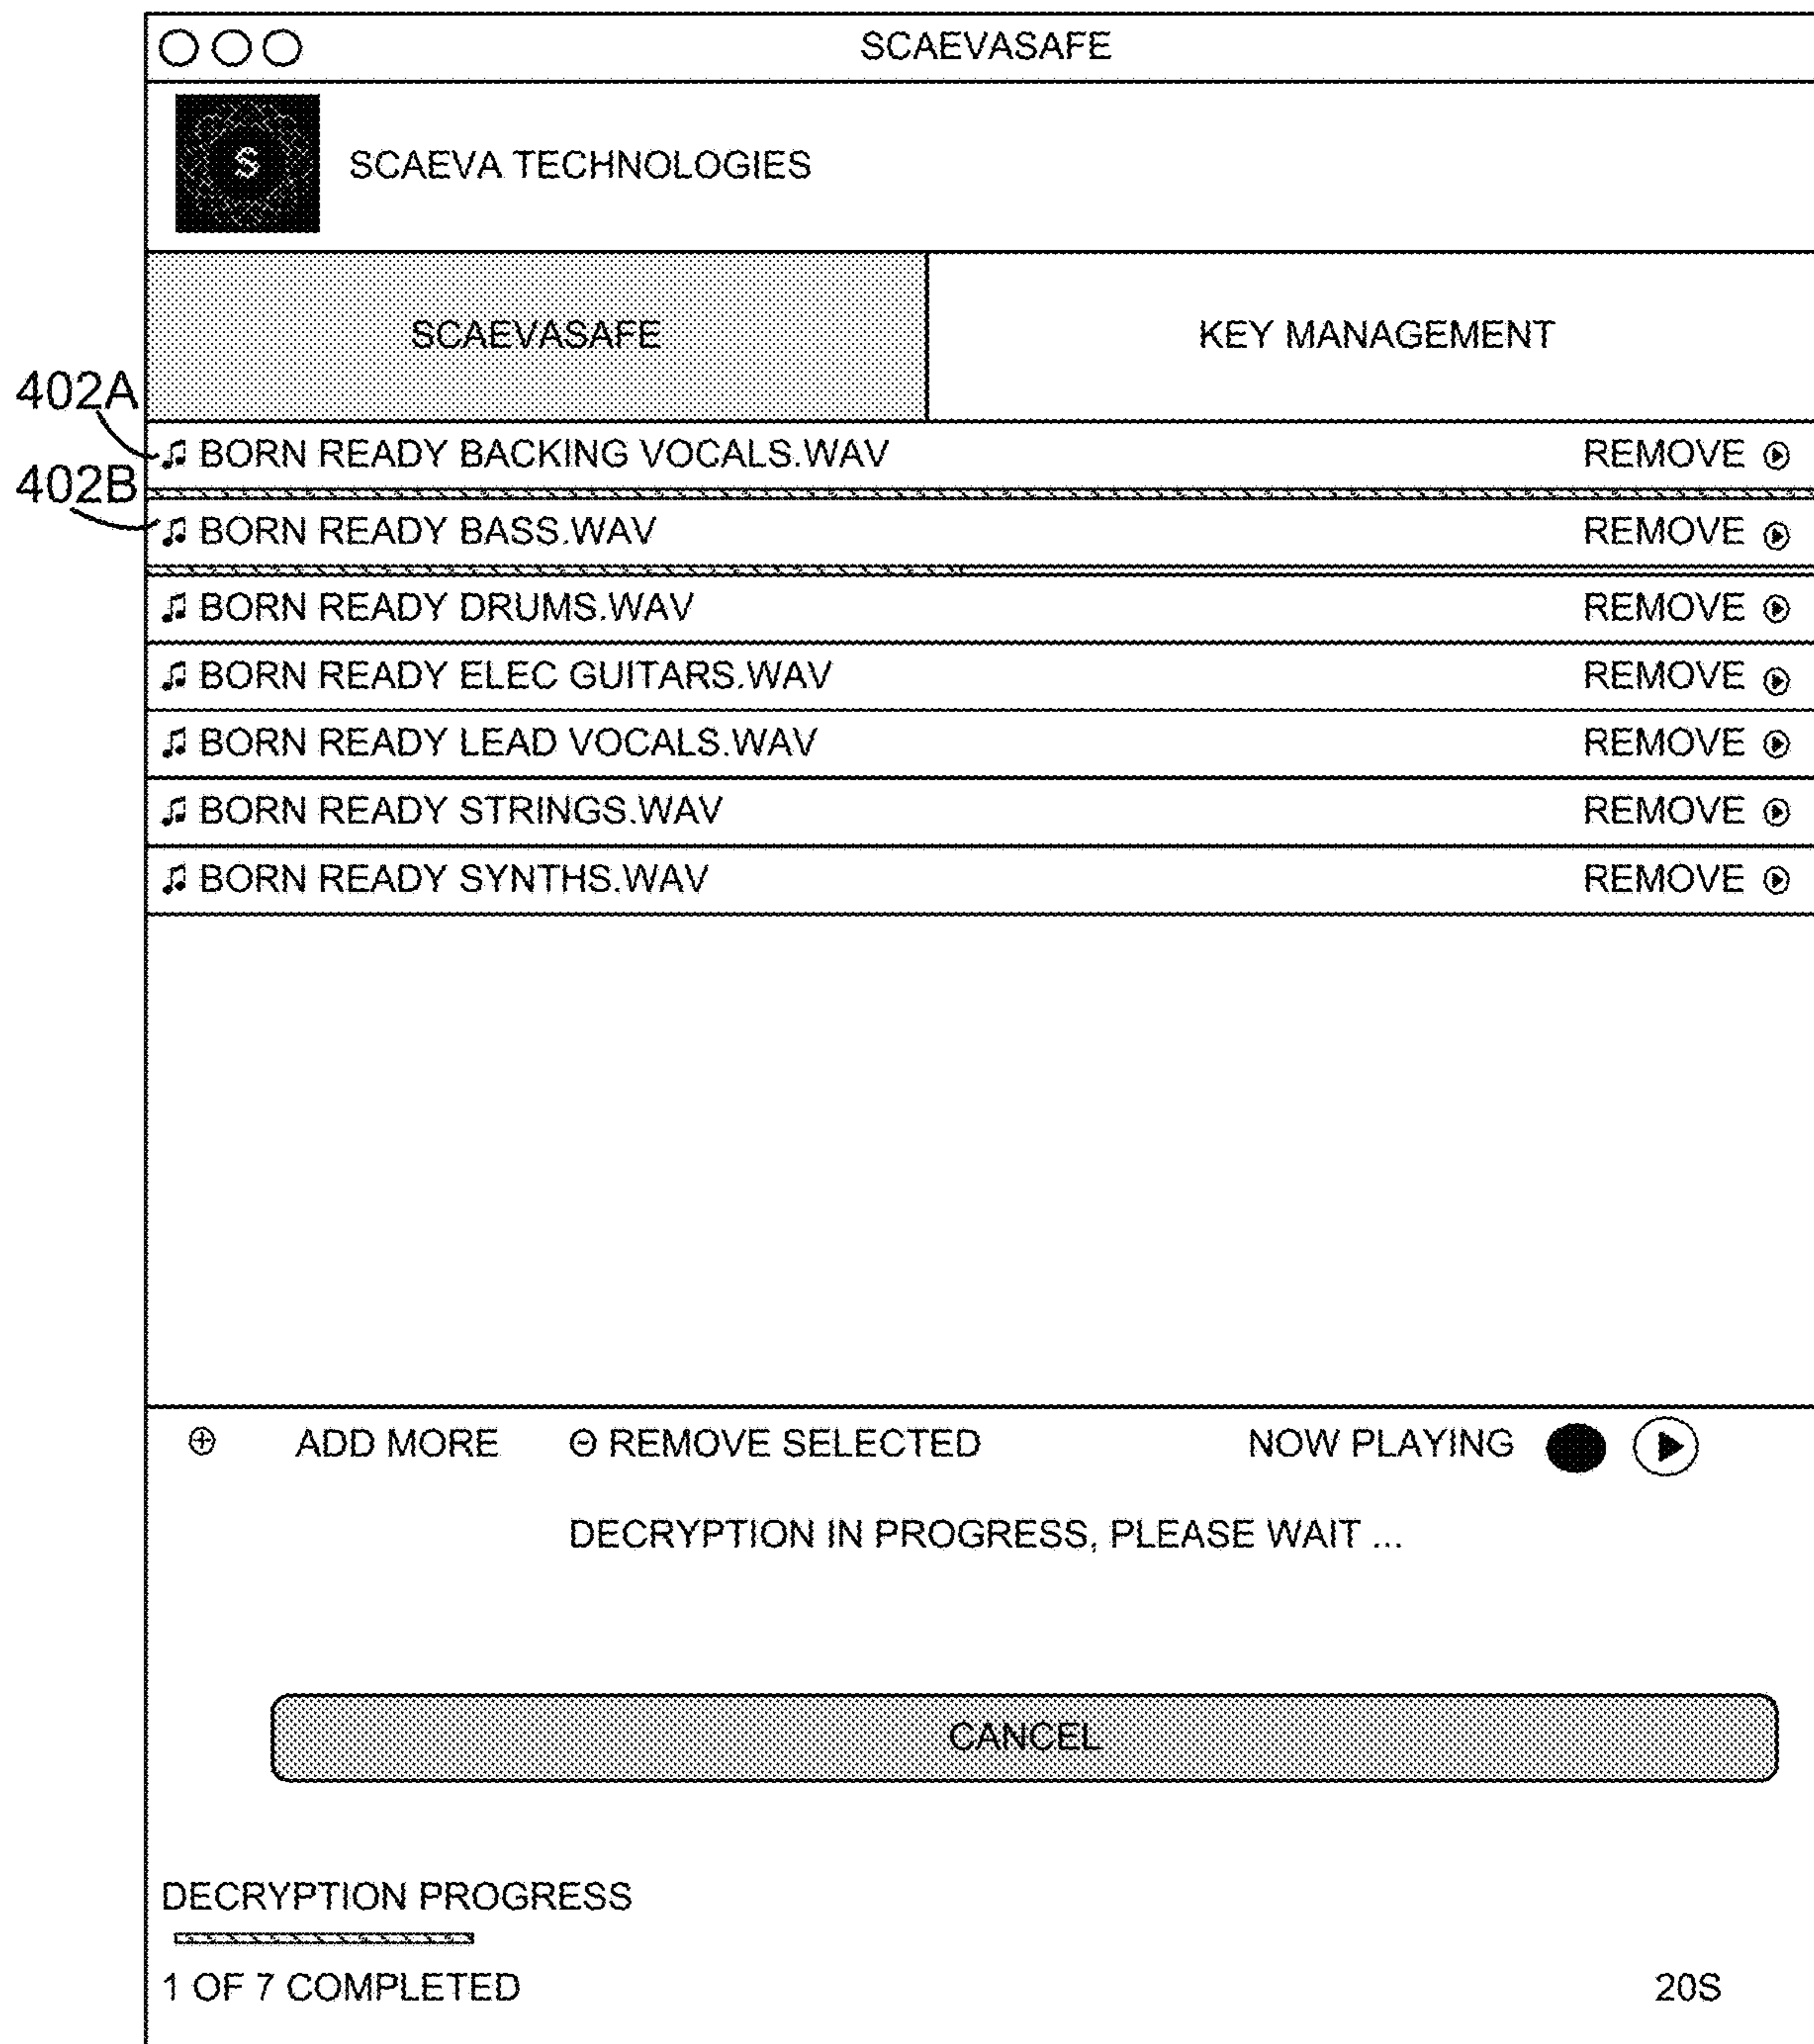 SCAEVASAFE
S
SCAEVA TECHNOLOGIES
SCAEVASAFE KEY MANAGEMENT
402A
BORN READY BACKING VOCALS.WAV REMOVE
402B
BORN READY BASS.WAV REMOVE
BORN READY DRUMS.WAV REMOVE
BORN READY ELEC GUITARS.WAV REMOVE
BORN READY LEAD VOCALS.WAV REMOVE
BORN READY STRINGS.WAV REMOVE
BORN READY SYNTHS.WAV REMOVE
ADD MORE REMOVE SELECTED NOW PLAYING
DECRYPTION IN PROGRESS, PLEASE WAIT ...
CANCEL
DECRYPTION PROGRESS
1 OF 7 COMPLETED 20S